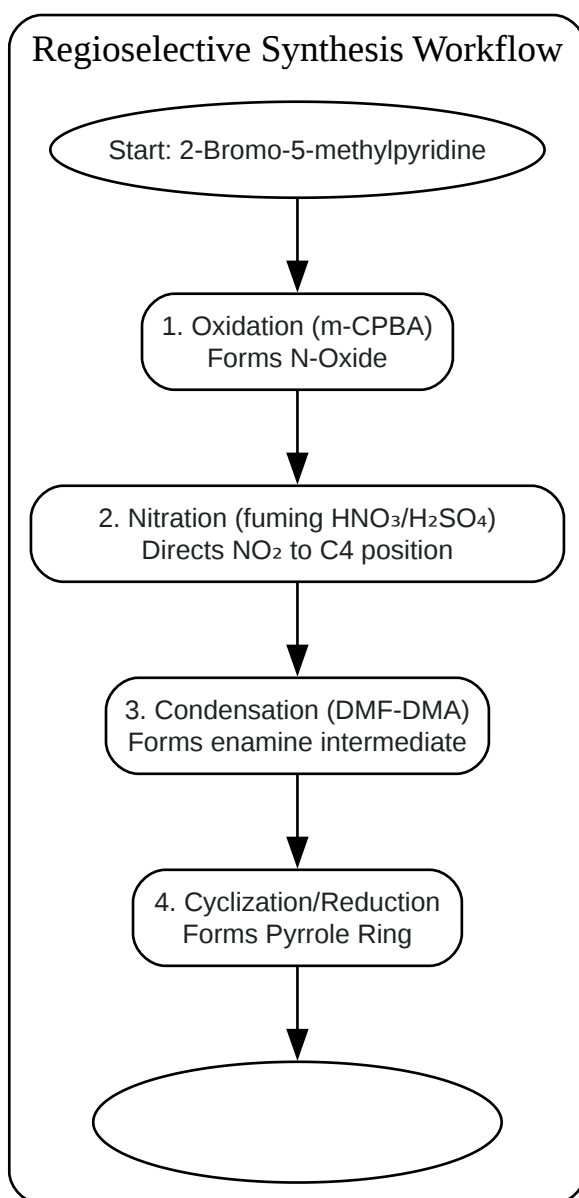 Regioselective Synthesis Workflow
Start: 2-Bromo-5-methylpyridine
1. Oxidation (m-CPBA)
Forms N-Oxide
2. Nitration (fuming HNO₃/H₂SO₄)
Directs NO₂ to C4 position
3. Condensation (DMF-DMA)
Forms enamine intermediate
4. Cyclization/Reduction
Forms Pyrrole Ring